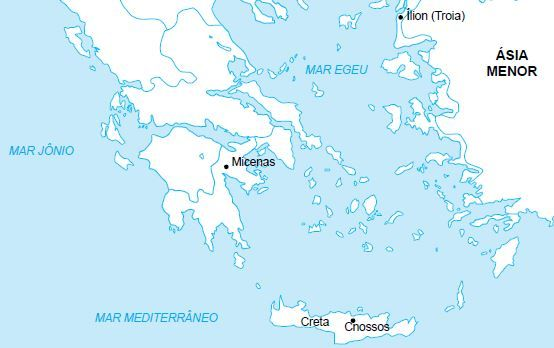 Ílion (Troia)
ÁSIA
MENOR
MAR EGEU
MAR JÔNIO
Micenas
MAR MEDITERRÂNEO
Creta
Cnossos